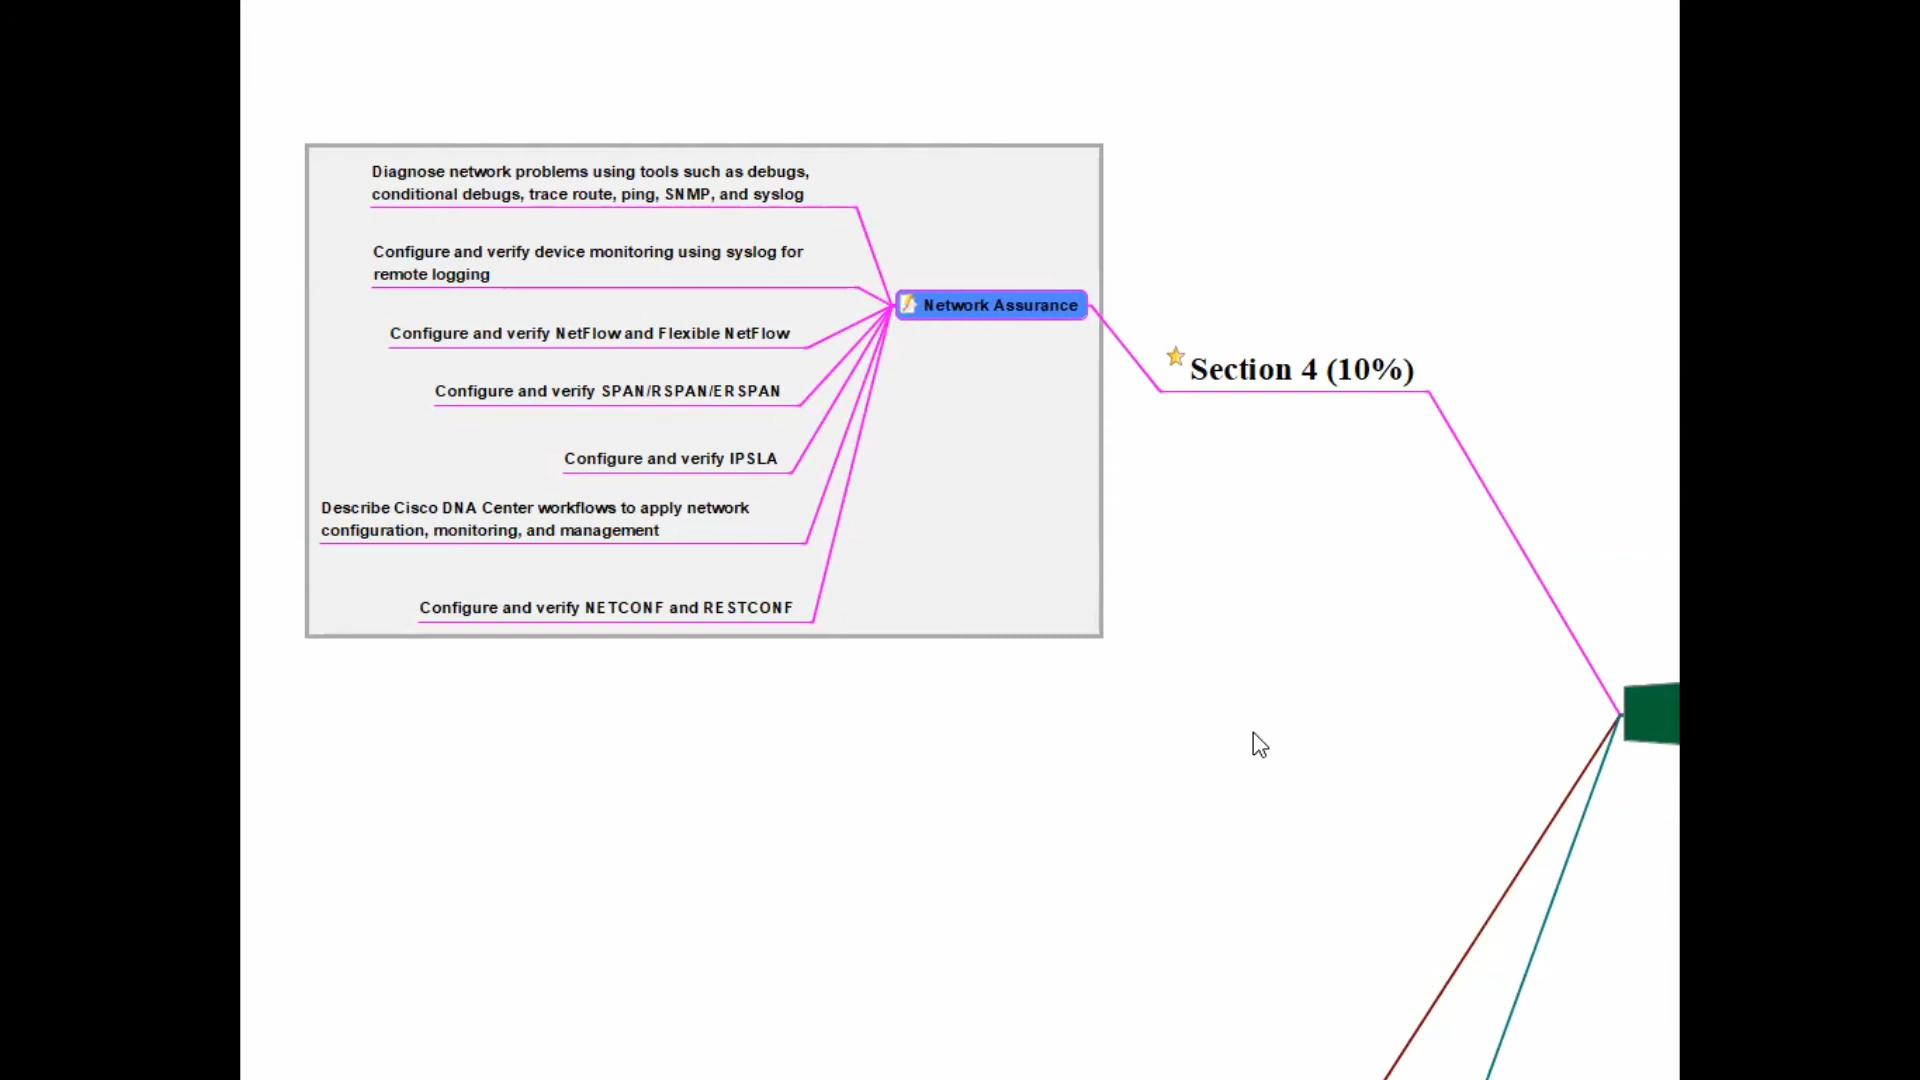 Diagnose network problems using tools such as debugs,
conditional debugs, trace route, ping, SNMP, and syslog
Configure and verify device monitoring using syslog for
remote logging
Configure and verify NetFlow and Flexible NetFlow
Configure and verify SPAN/RSPAN/ERSPAN
Configure and verify IPSLA
Describe Cisco DNA Center workflows to apply network
configuration, monitoring, and management
Configure and verify NETCONF and RESTCONF
Network Assurance
Section 4 (10%)